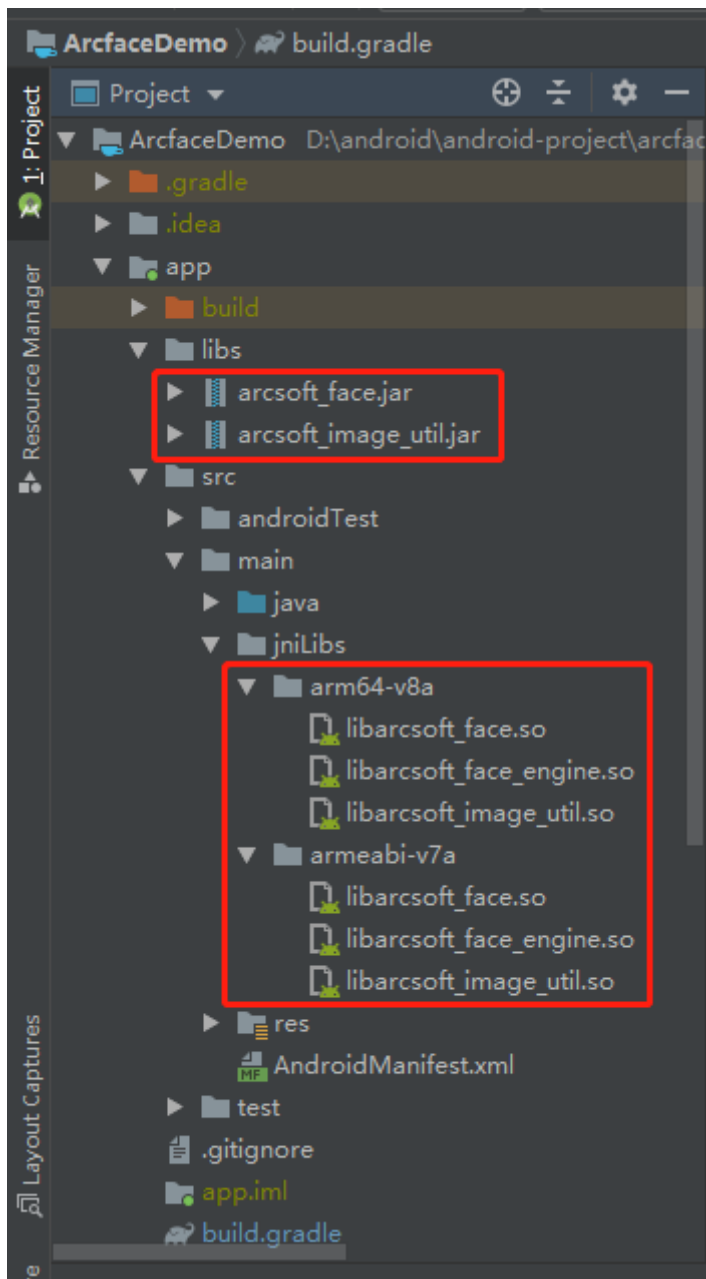 ArcfaceDemo build.gradle
Project
ArcfaceDemo D:\android\android-project\arcfac
.gradle
.idea
app
build
libs
arcsoft_face.jar
arcsoft_image_util.jar
src
androidTest
main
java
jniLibs
arm64-v8a
libarcsoft_face.so
libarcsoft_face_engine.so
libarcsoft_image_util.so
armeabi-v7a
libarcsoft_face.so
libarcsoft_face_engine.so
libarcsoft_image_util.so
res
MF AndroidManifest.xml
test
.gitignore
app.iml
build.gradle
1: Project
Resource Manager
Layout Captures